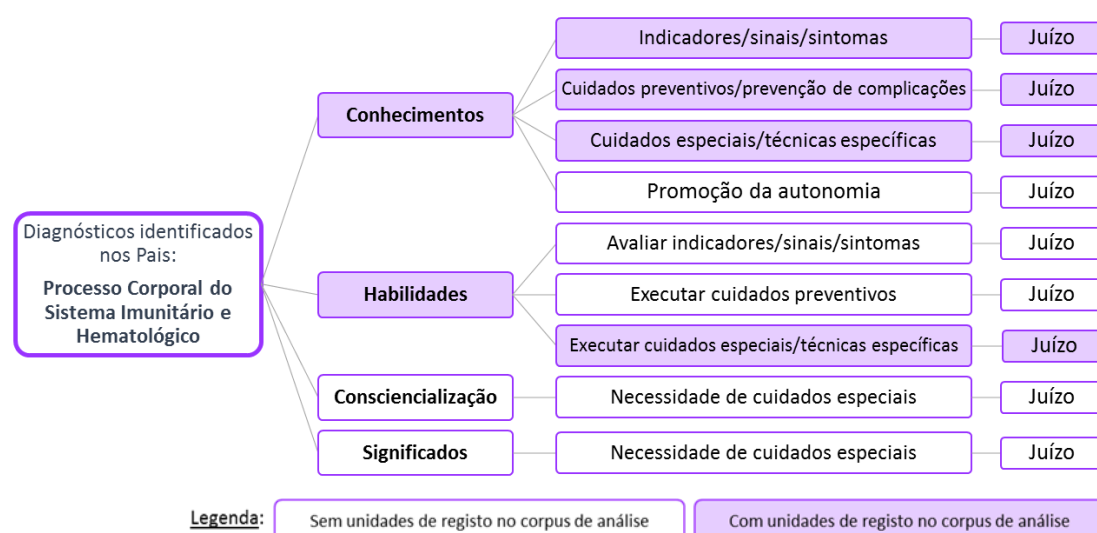 Diagnósticos identificados
nos Pais:
Processo Corporal do
Sistema Imunitário e
Hematológico
Conhecimentos
Indicadores/sinais/sintomas
Juízo
Cuidados preventivos/prevenção de complicações
Juízo
Cuidados especiais/técnicas específicas
Juízo
Promoção da autonomia
Juízo
Habilidades
Avaliar indicadores/sinais/sintomas
Juízo
Executar cuidados preventivos
Juízo
Executar cuidados especiais/técnicas específicas
Juízo
Consciencialização
Necessidade de cuidados especiais
Juízo
Significados
Necessidade de cuidados especiais
Juízo
Legenda:
Sem unidades de registo no corpus de análise
Com unidades de registo no corpus de análise